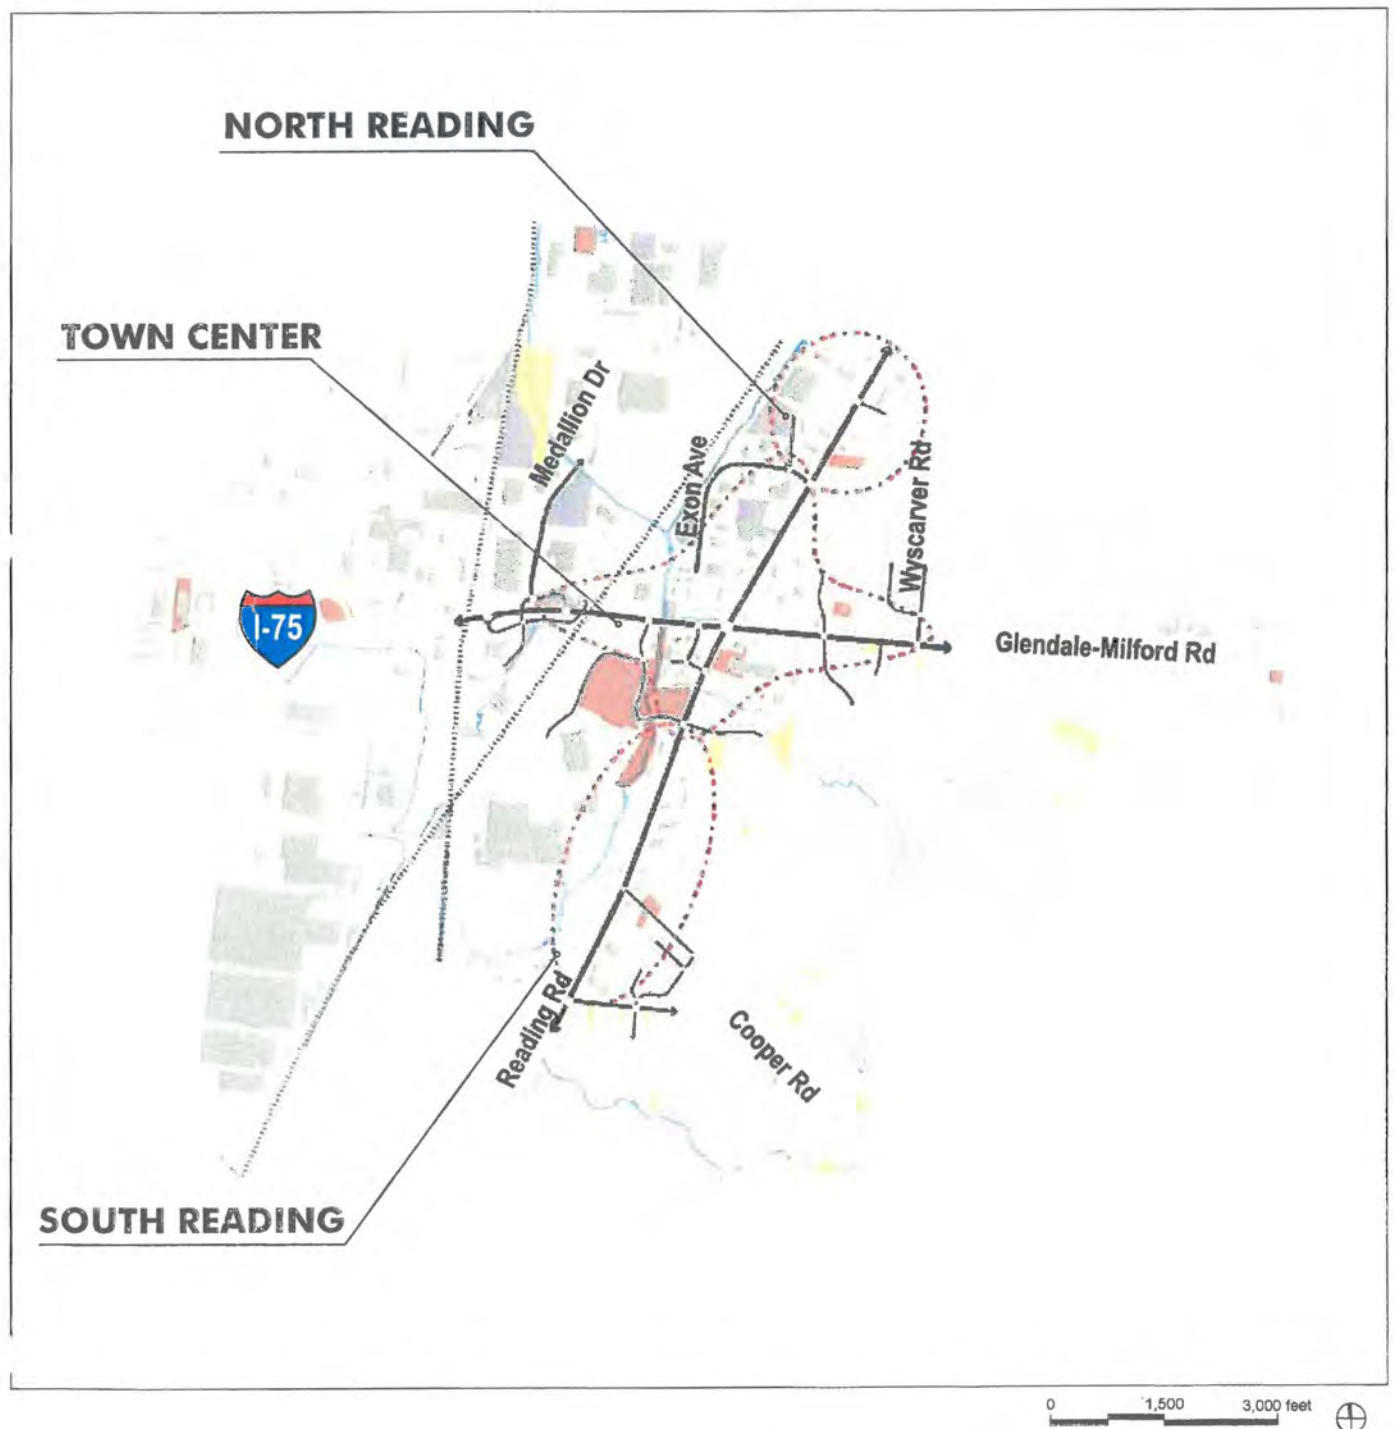 NORTH READING
TOWN CENTER
Medallion Dr
Exon Ave
Wyscarver Rd
I-75
Glendale-Milford Rd
Reading Rd
Cooper Rd
SOUTH READING
0 1,500 3,000 feet